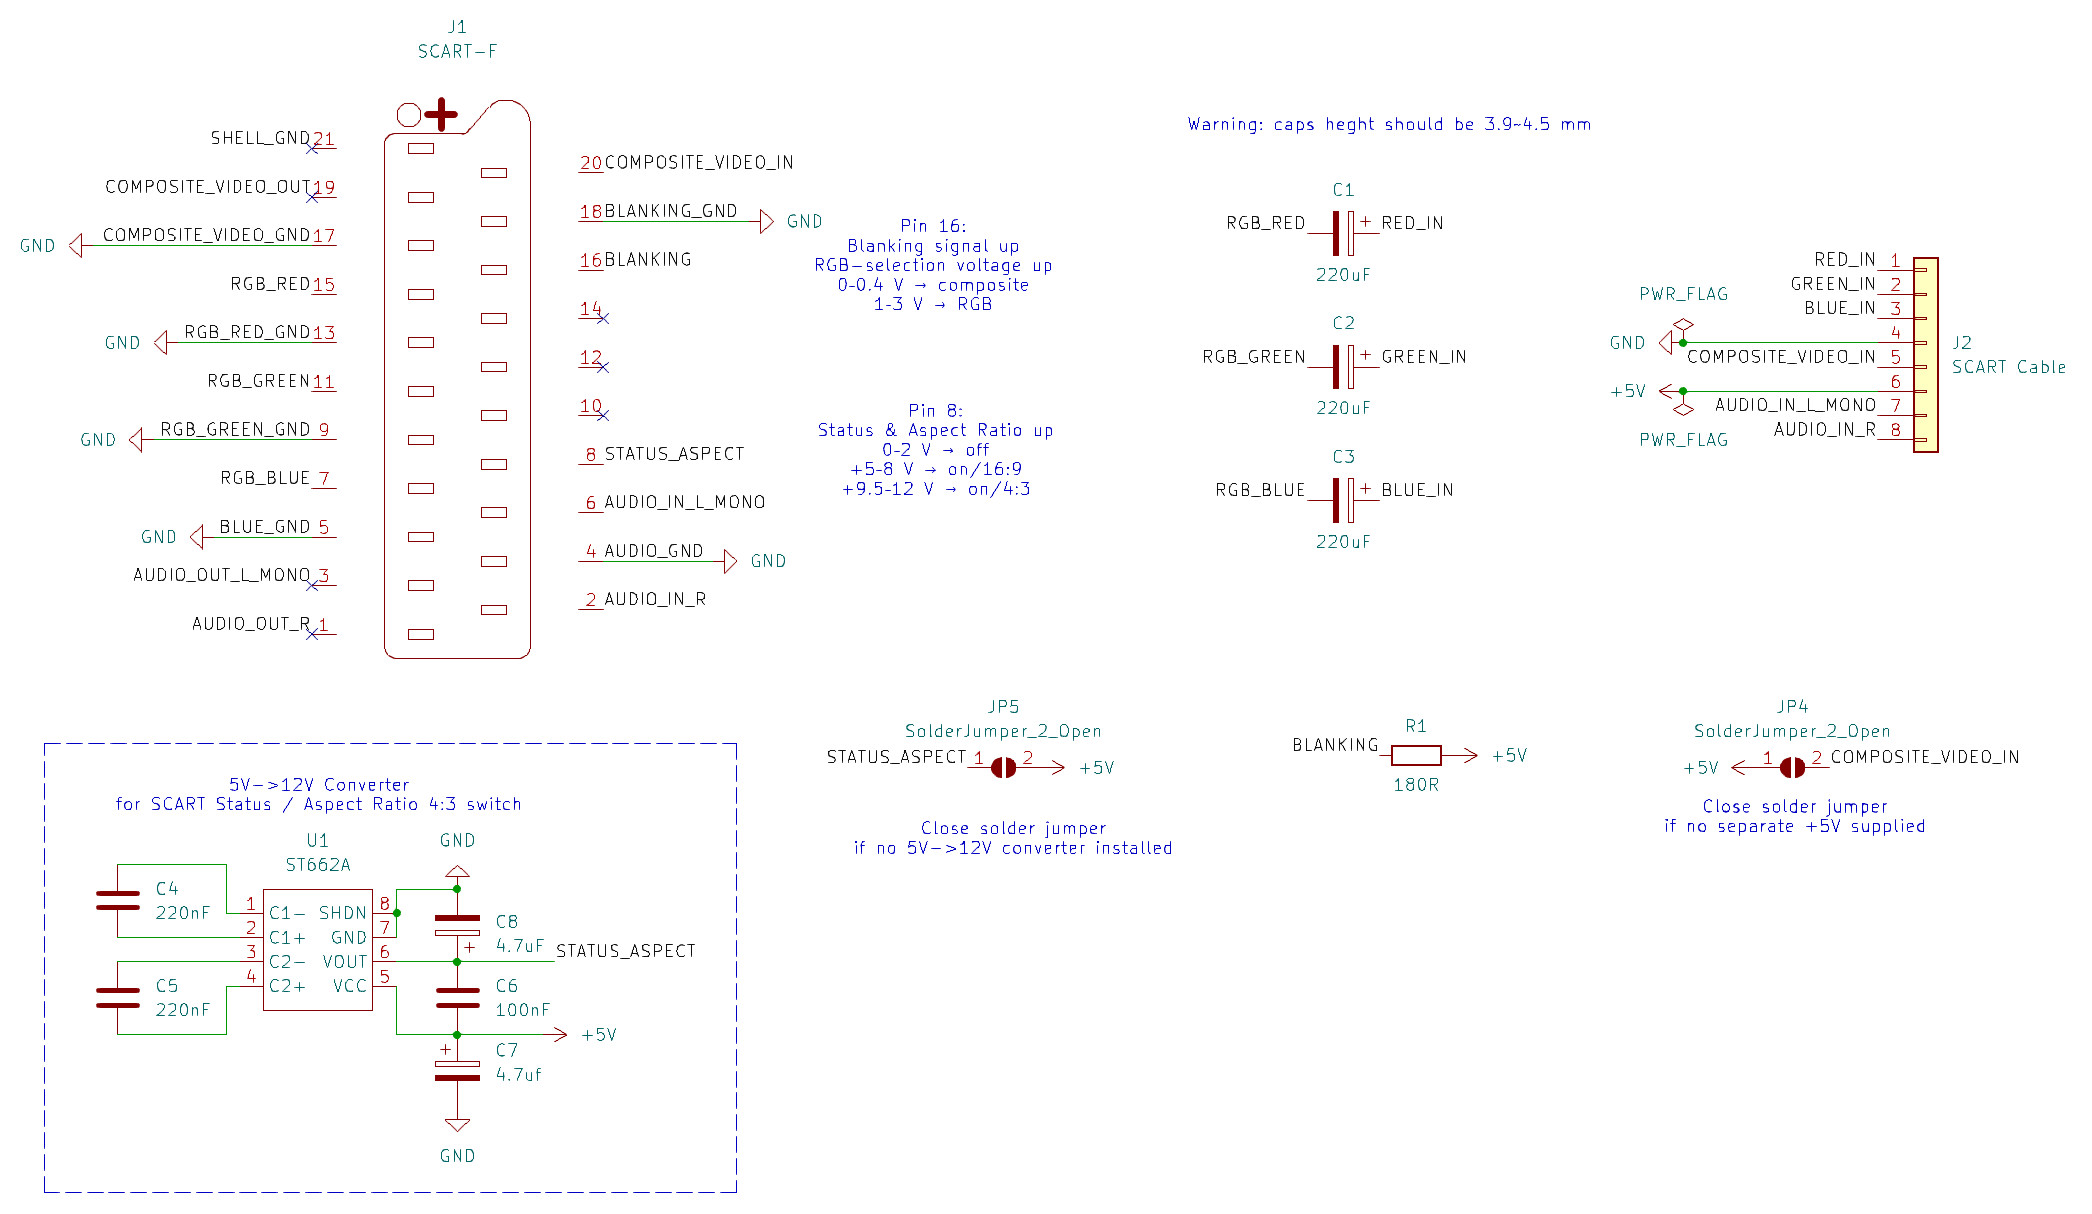 J1
SCART-F
SHELL_GND 21
COMPOSITE_VIDEO_OUT 19
GND COMPOSITE_VIDEO_GND 17
RGB_RED 15
GND RGB_RED_GND 13
RGB_GREEN 11
GND RGB_GREEN_GND 9
RGB_BLUE 7
GND BLUE_GND 5
AUDIO_OUT_L_MONO 3
AUDIO_OUT_R 1
20 COMPOSITE_VIDEO_IN
18 BLANKING_GND GND
16 BLANKING
14
12
10
8 STATUS_ASPECT
6 AUDIO_IN_L_MONO
4 AUDIO_GND GND
2 AUDIO_IN_R
Pin 16:
Blanking signal up
RGB-selection voltage up
0-0.4 V → composite
1-3 V → RGB
Pin 8:
Status & Aspect Ratio up
0-2 V → off
+5-8 V → on/16:9
+9.5-12 V → on/4:3
Warning: caps heght should be 3.9~4.5 mm
C1
RGB_RED + RED_IN
220uF
C2
RGB_GREEN + GREEN_IN
220uF
C3
RGB_BLUE + BLUE_IN
220uF
RED_IN 1
GREEN_IN 2
PWR_FLAG
BLUE_IN 3
GND 4
COMPOSITE_VIDEO_IN 5
+5V 6
AUDIO_IN_L_MONO 7
PWR_FLAG
AUDIO_IN_R 8
J2
SCART Cable
5V->12V Converter
for SCART Status / Aspect Ratio 4:3 switch
U1
ST662A
C4
220nF
C5
220nF
1 C1-
2 C1+
3 C2-
4 C2+
SHDN 8
GND 7
VOUT 6
VCC 5
GND
C8
4.7uF
+
STATUS_ASPECT
C6
100nF
+5V
+
C7
4.7uf
GND
JP5
SolderJumper_2_Open
STATUS_ASPECT 1 2 +5V
Close solder jumper
if no 5V->12V converter installed
R1
BLANKING +5V
180R
JP4
SolderJumper_2_Open
+5V 1 2 COMPOSITE_VIDEO_IN
Close solder jumper
if no separate +5V supplied